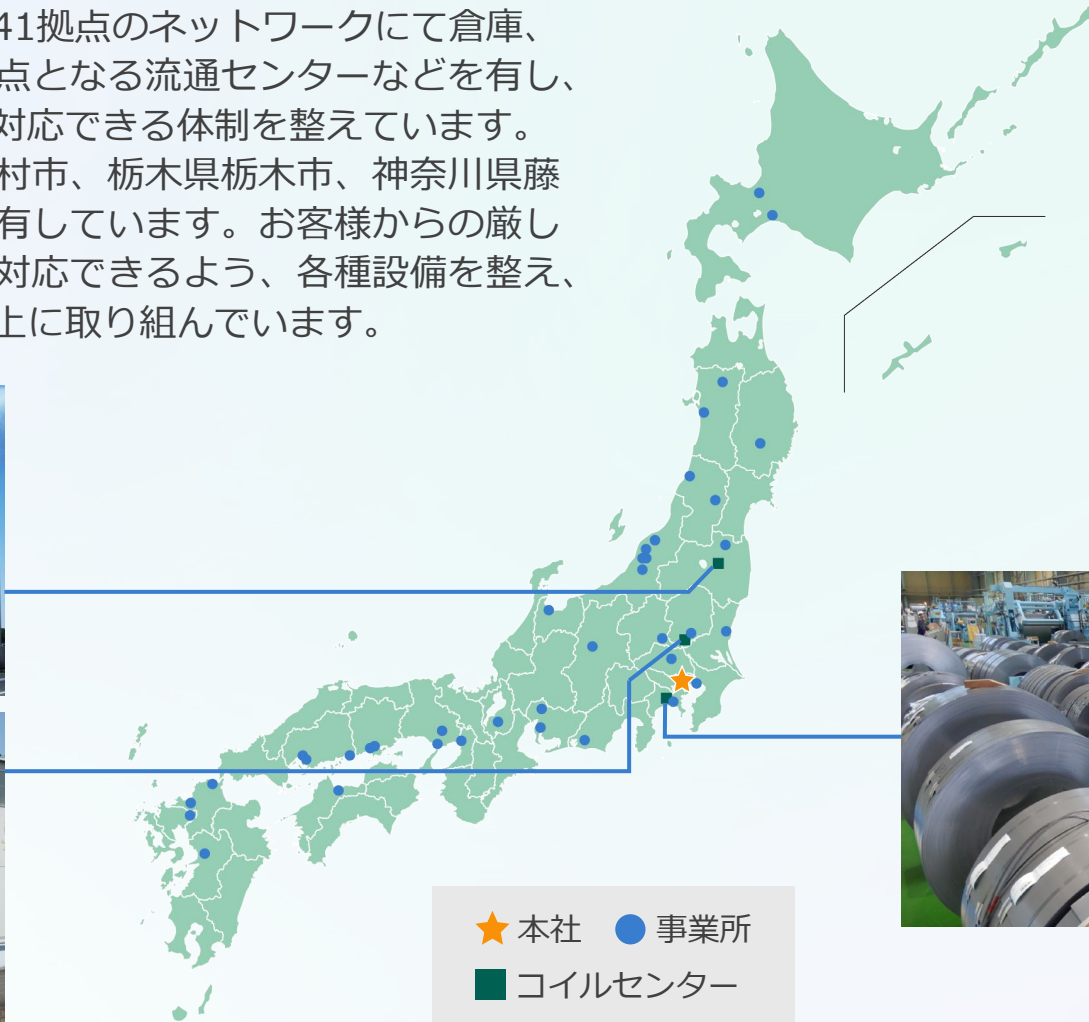 41拠点のネットワークにて倉庫、
点となる流通センターなどを有し、
対応できる体制を整えています。
村市、栃木県栃木市、神奈川県藤
有しています。お客様からの厳し
対応できるよう、各種設備を整え、
上に取り組んでいます。
本社 事業所
コイルセンター